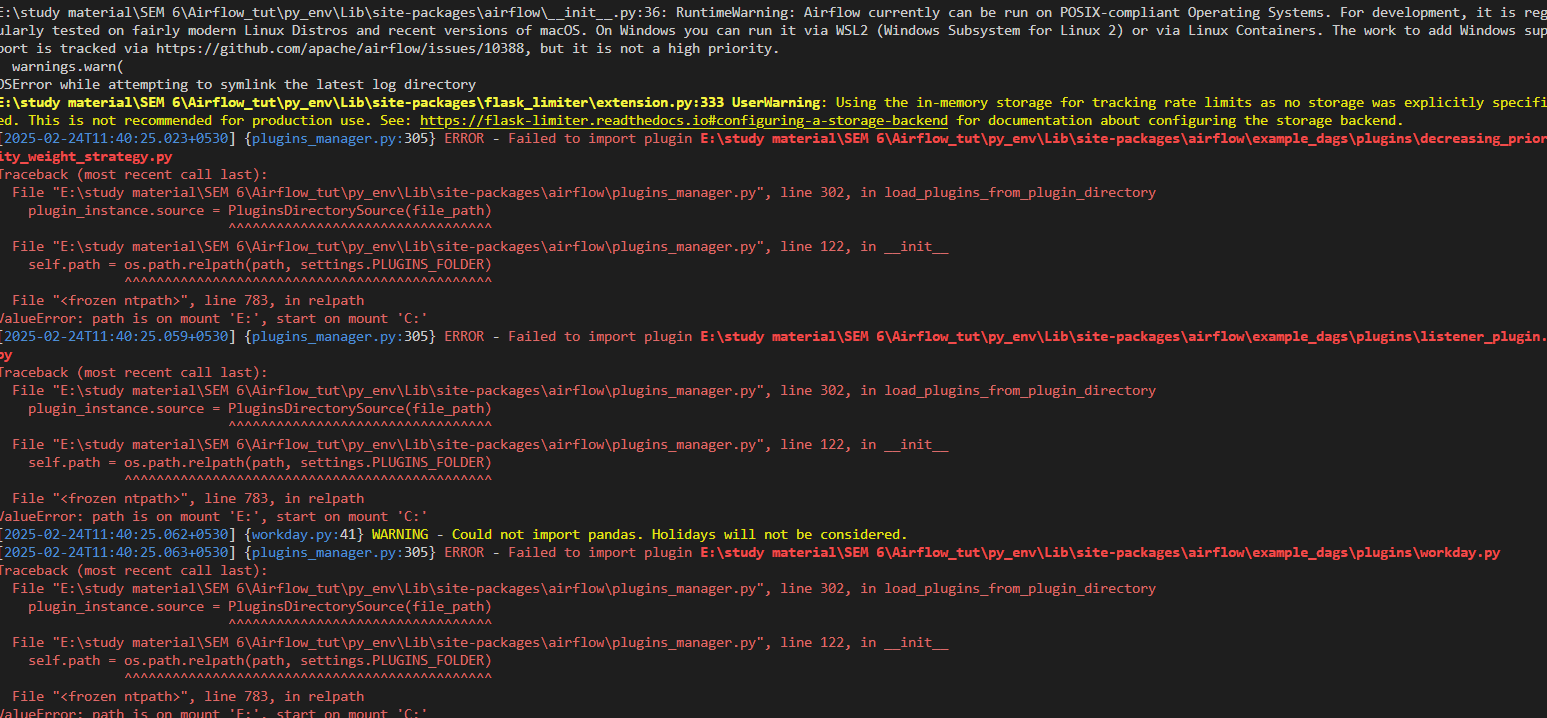 E:\study material\SEM 6\Airflow_tut\py_env\Lib\site-packages\airflow\__init__.py:36: RuntimeWarning: Airflow currently can be run on POSIX-compliant Operating Systems. For development, it is reg
ularly tested on fairly modern Linux Distros and recent versions of macOS. On Windows you can run it via WSL2 (Windows Subsystem for Linux 2) or via Linux Containers. The work to add Windows sup
port is tracked via https://github.com/apache/airflow/issues/10388, but it is not a high priority.
warnings.warn(
OSError while attempting to symlink the latest log directory
E:\study material\SEM 6\Airflow_tut\py_env\Lib\site-packages\flask_limiter\extension.py:333 UserWarning: Using the in-memory storage for tracking rate limits as no storage was explicitly specifi
ed. This is not recommended for production use. See: https://flask-limiter.readthedocs.io#configuring-a-storage-backend for documentation about configuring the storage backend.
[2025-02-24T11:40:25.023+0530] {plugins_manager.py:305} ERROR - Failed to import plugin E:\study material\SEM 6\Airflow_tut\py_env\Lib\site-packages\airflow\example_dags\plugins\decreasing_prior
ity_weight_strategy.py
Traceback (most recent call last):
File "E:\study material\SEM 6\Airflow_tut\py_env\Lib\site-packages\airflow\plugins_manager.py", line 302, in load_plugins_from_plugin_directory
plugin_instance.source = PluginsDirectorySource(file_path)
^^^^^^^^^^^^^^^^^^^^^^^^^^^^^^^^^
File "E:\study material\SEM 6\Airflow_tut\py_env\Lib\site-packages\airflow\plugins_manager.py", line 122, in __init__
self.path = os.path.relpath(path, settings.PLUGINS_FOLDER)
^^^^^^^^^^^^^^^^^^^^^^^^^^^^^^^^^^^^^^^^^^^^^^
File "<frozen ntpath>", line 783, in relpath
ValueError: path is on mount 'E:', start on mount 'C:'
[2025-02-24T11:40:25.059+0530] {plugins_manager.py:305} ERROR - Failed to import plugin E:\study material\SEM 6\Airflow_tut\py_env\Lib\site-packages\airflow\example_dags\plugins\listener_plugin.
py
Traceback (most recent call last):
File "E:\study material\SEM 6\Airflow_tut\py_env\Lib\site-packages\airflow\plugins_manager.py", line 302, in load_plugins_from_plugin_directory
plugin_instance.source = PluginsDirectorySource(file_path)
^^^^^^^^^^^^^^^^^^^^^^^^^^^^^^^^^
File "E:\study material\SEM 6\Airflow_tut\py_env\Lib\site-packages\airflow\plugins_manager.py", line 122, in __init__
self.path = os.path.relpath(path, settings.PLUGINS_FOLDER)
^^^^^^^^^^^^^^^^^^^^^^^^^^^^^^^^^^^^^^^^^^^^^^
File "<frozen ntpath>", line 783, in relpath
ValueError: path is on mount 'E:', start on mount 'C:'
[2025-02-24T11:40:25.062+0530] {workday.py:41} WARNING - Could not import pandas. Holidays will not be considered.
[2025-02-24T11:40:25.063+0530] {plugins_manager.py:305} ERROR - Failed to import plugin E:\study material\SEM 6\Airflow_tut\py_env\Lib\site-packages\airflow\example_dags\plugins\workday.py
Traceback (most recent call last):
File "E:\study material\SEM 6\Airflow_tut\py_env\Lib\site-packages\airflow\plugins_manager.py", line 302, in load_plugins_from_plugin_directory
plugin_instance.source = PluginsDirectorySource(file_path)
^^^^^^^^^^^^^^^^^^^^^^^^^^^^^^^^^
File "E:\study material\SEM 6\Airflow_tut\py_env\Lib\site-packages\airflow\plugins_manager.py", line 122, in __init__
self.path = os.path.relpath(path, settings.PLUGINS_FOLDER)
^^^^^^^^^^^^^^^^^^^^^^^^^^^^^^^^^^^^^^^^^^^^^^
File "<frozen ntpath>", line 783, in relpath
ValueError: path is on mount 'E:', start on mount 'C:'